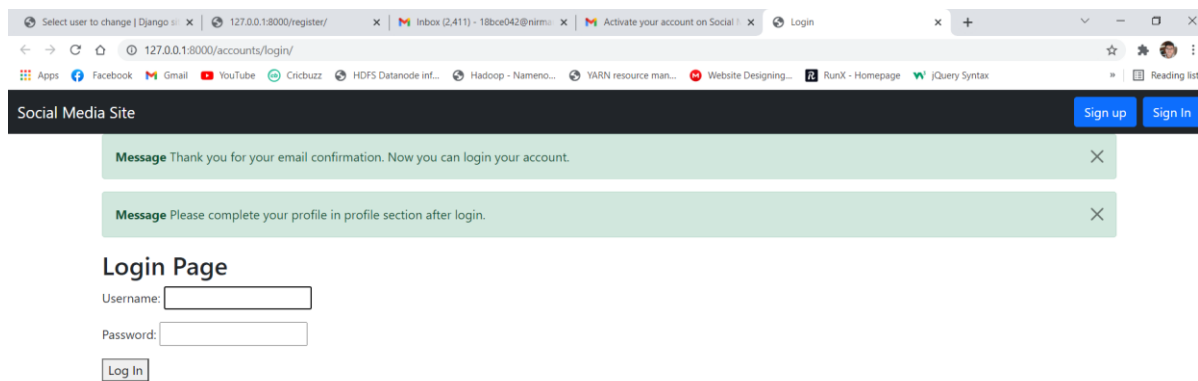 Select user to change | Django si
127.0.0.1:8000/register/
Inbox (2,411) - 18bce042@nirma
Activate your account on Social
Login
127.0.0.1:8000/accounts/login/
Apps Facebook Gmail YouTube Cricbuzz HDFS Datanode inf... Hadoop - Nameno... YARN resource man... Website Designing... RunX - Homepage jQuery Syntax » Reading list
Social Media Site Sign up Sign In
Message Thank you for your email confirmation. Now you can login your account.
Message Please complete your profile in profile section after login.
Login Page
Username:
Password:
Log In